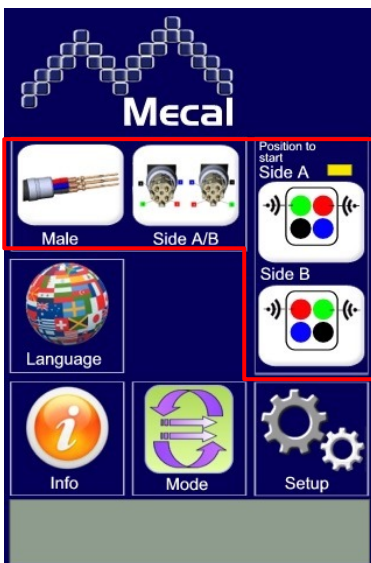 Mecal
Position to
start
Side A
Male
Side A/B
Side B
Language
Info
Mode
Setup